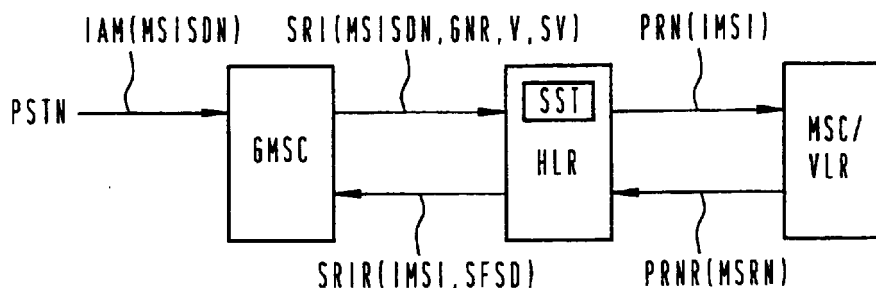 IAM(MSISDN) SRI(MSISDN,GNR,V,SV) PRN(IMSI)
PSTN
GMSC
SST
HLR
MSC/
VLR
SRIR(IMSI,SFSD) PRNR(MSRN)